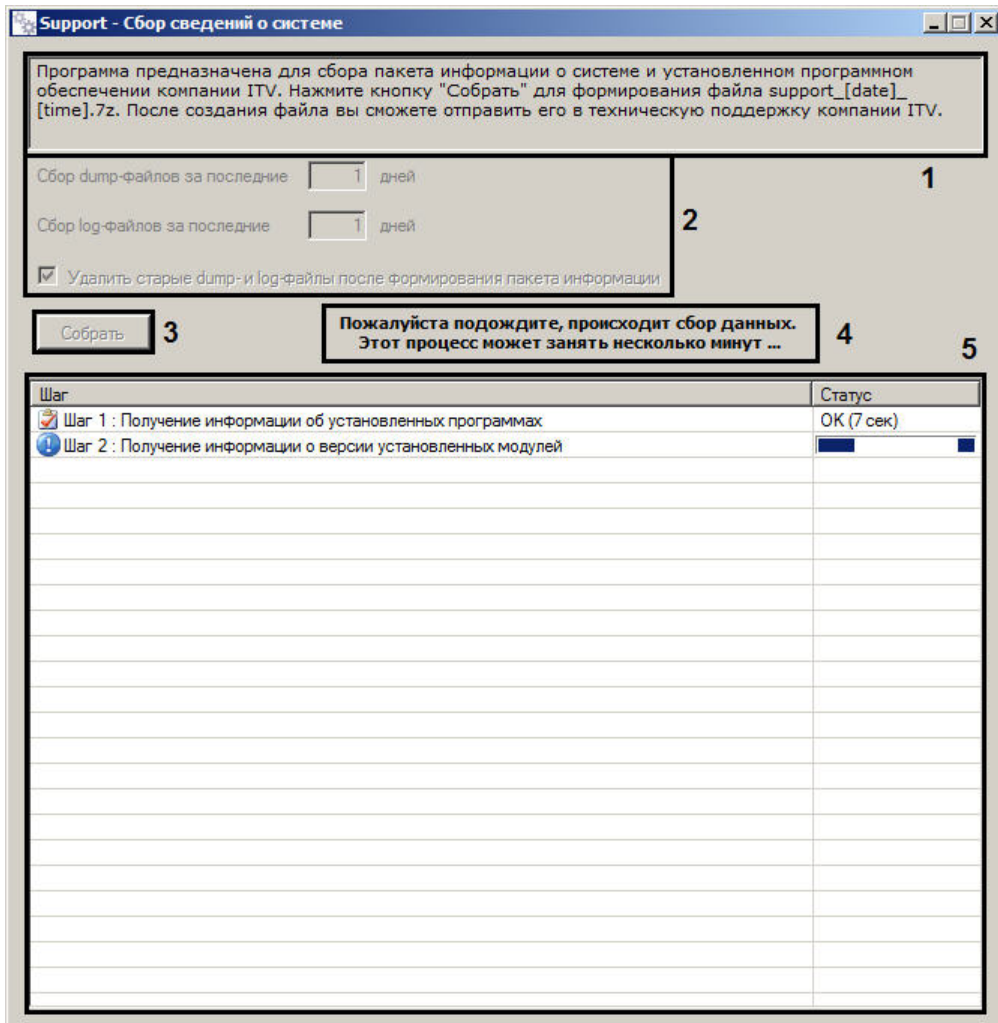 Support - Сбор сведений о системе
Программа предназначена для сбора пакета информации о системе и установленном программном
обеспечении компании ITV. Нажмите кнопку "Собрать" для формирования файла support_[date]_
[time].7z. После создания файла вы сможете отправить его в техническую поддержку компании ITV.
1
Сбор dump-файлов за последние 1 дней
2
Сбор log-файлов за последние 1 дней
Удалить старые dump- и log-файлы после формирования пакета информации
Собрать 3
Пожалуйста подождите, происходит сбор данных.
Этот процесс может занять несколько минут ...
4
5
Шаг Статус
Шаг 1 : Получение информации об установленных программах OK (7 сек)
Шаг 2 : Получение информации о версии установленных модулей